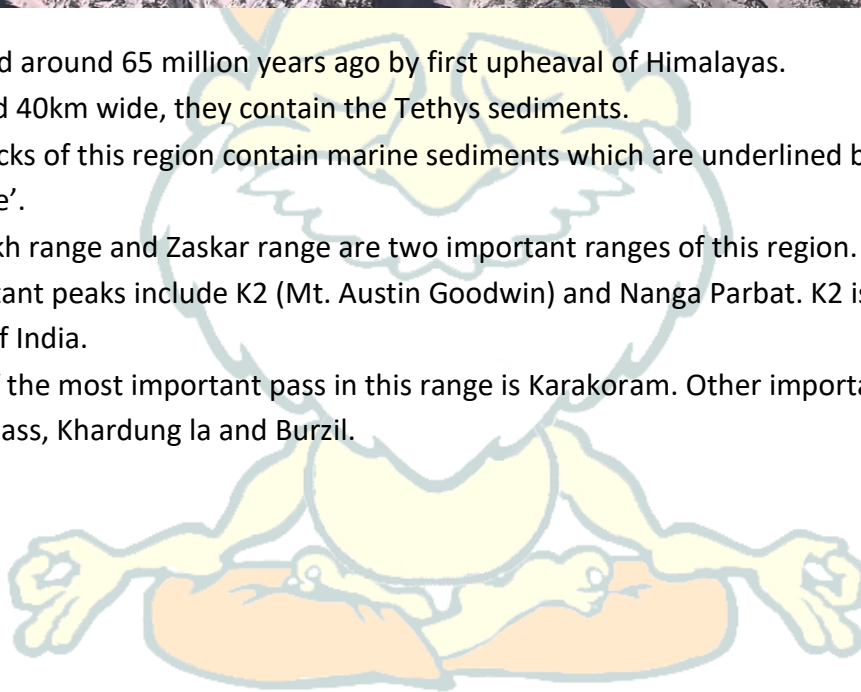 d around 65 million years ago by first upheaval of Himalayas.
d 40km wide, they contain the Tethys sediments.
cks of this region contain marine sediments which are underlined b
e’.
kh range and Zaskar range are two important ranges of this region.
tant peaks include K2 (Mt. Austin Goodwin) and Nanga Parbat. K2 is
f India.
f the most important pass in this range is Karakoram. Other importa
ass, Khardung la and Burzil.